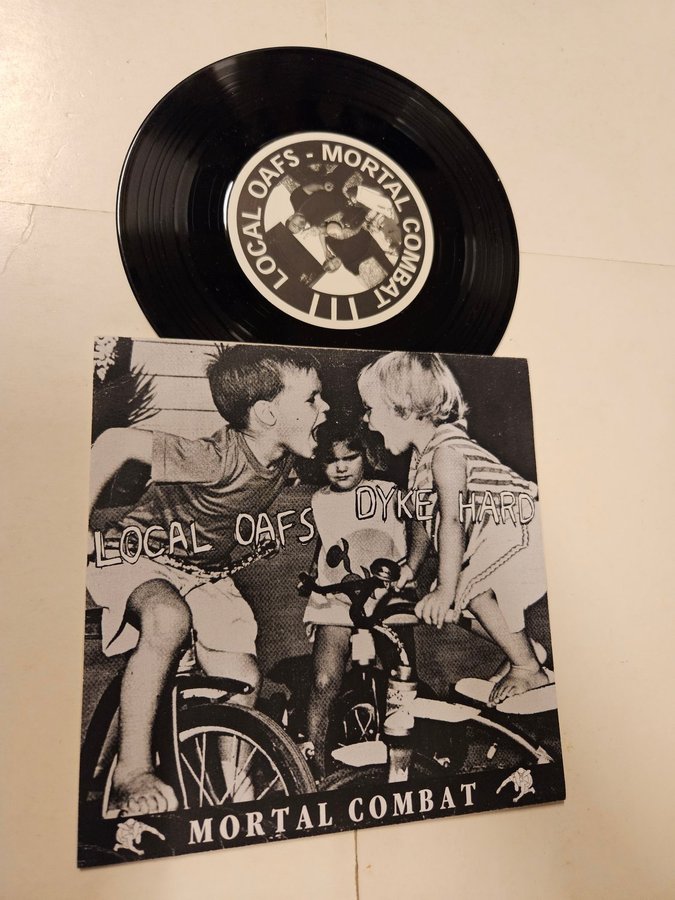 LOCAL OAFS - MORTAL COMBAT
LOCAL OAFS DYKE HARD
MORTAL COMBAT